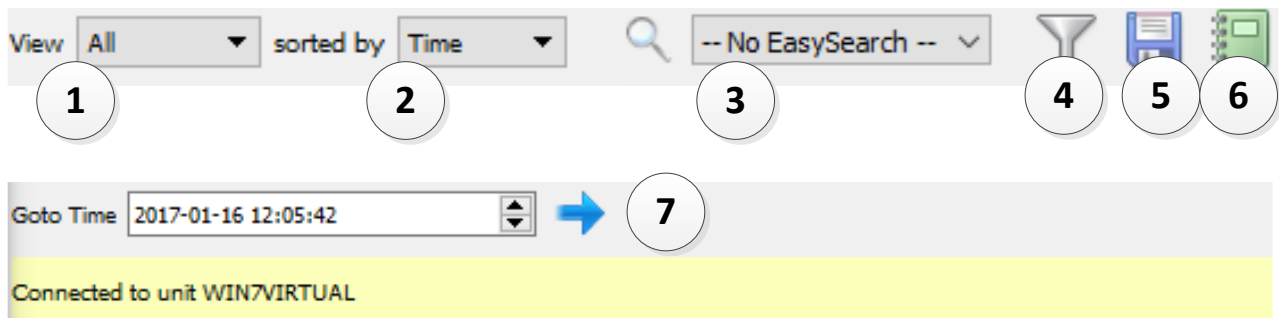 View All sorted by Time -- No EasySearch --
1 2 3 4 5 6
Goto Time 2017-01-16 12:05:42 7
Connected to unit WIN7VIRTUAL